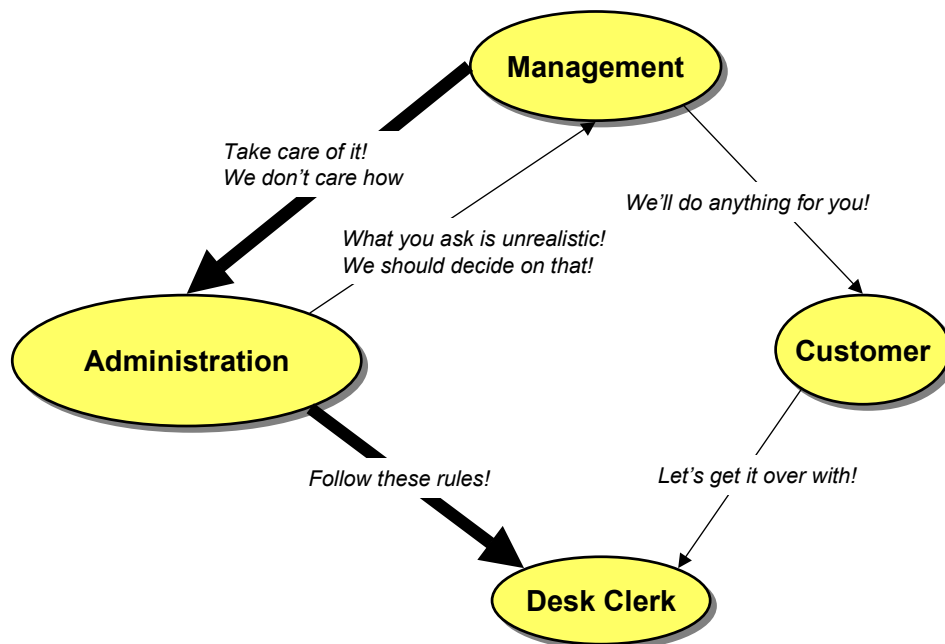 Management
Take care of it!
We don’t care how
We’ll do anything for you!
What you ask is unrealistic!
We should decide on that!
Administration
Customer
Follow these rules!
Let’s get it over with!
Desk Clerk